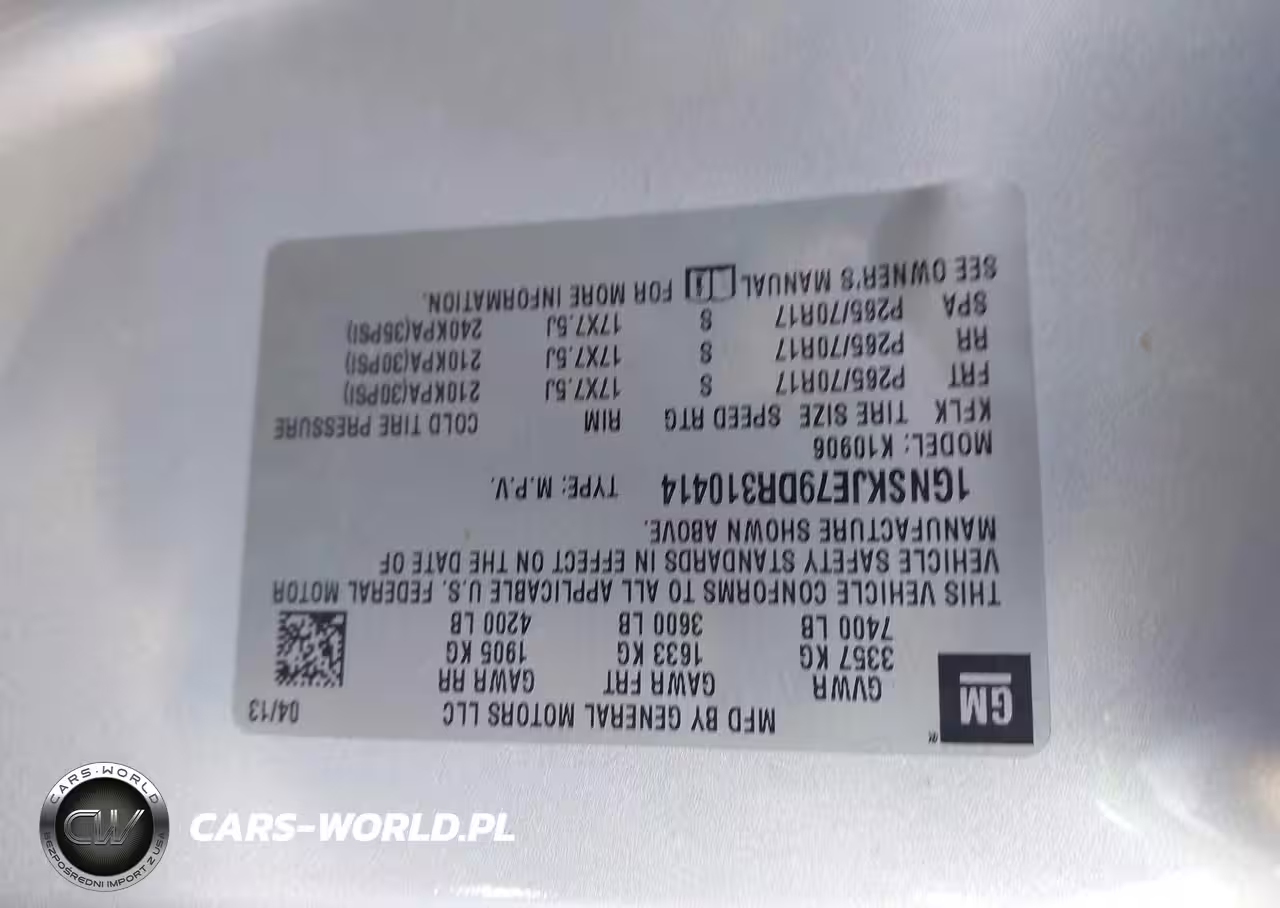 GM
MFD BY GENERAL MOTORS LLC 04/13
GVWR GAWR FRT GAWR RR
3357 KG 1633 KG 1905 KG
7400 LB 3600 LB 4200 LB
THIS VEHICLE CONFORMS TO ALL APPLICABLE U.S. FEDERAL MOTOR
VEHICLE SAFETY STANDARDS IN EFFECT ON THE DATE OF
MANUFACTURE SHOWN ABOVE.
1GNSKJE79DR310414 TYPE: M.P.V.
MODEL: K10906
KFLK TIRE SIZE SPEED RTG RIM COLD TIRE PRESSURE
FRT P265/70R17 S 17X7.5J 210KPA(30PSI)
RR P265/70R17 S 17X7.5J 210KPA(30PSI)
SPA P265/70R17 S 17X7.5J 240KPA(35PSI)
SEE OWNER'S MANUAL FOR MORE INFORMATION.
CARS-WORLD
CW
BEZPOŚREDNI IMPORT Z USA
CARS-WORLD.PL